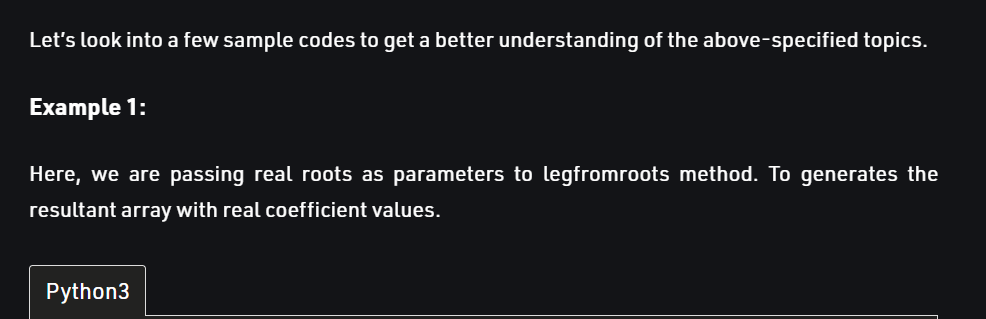 Let's look into a few sample codes to get a better understanding of the above-specified topics.
Example 1:
Here, we are passing real roots as parameters to legfromroots method. To generates the
resultant array with real coefficient values.
Python3